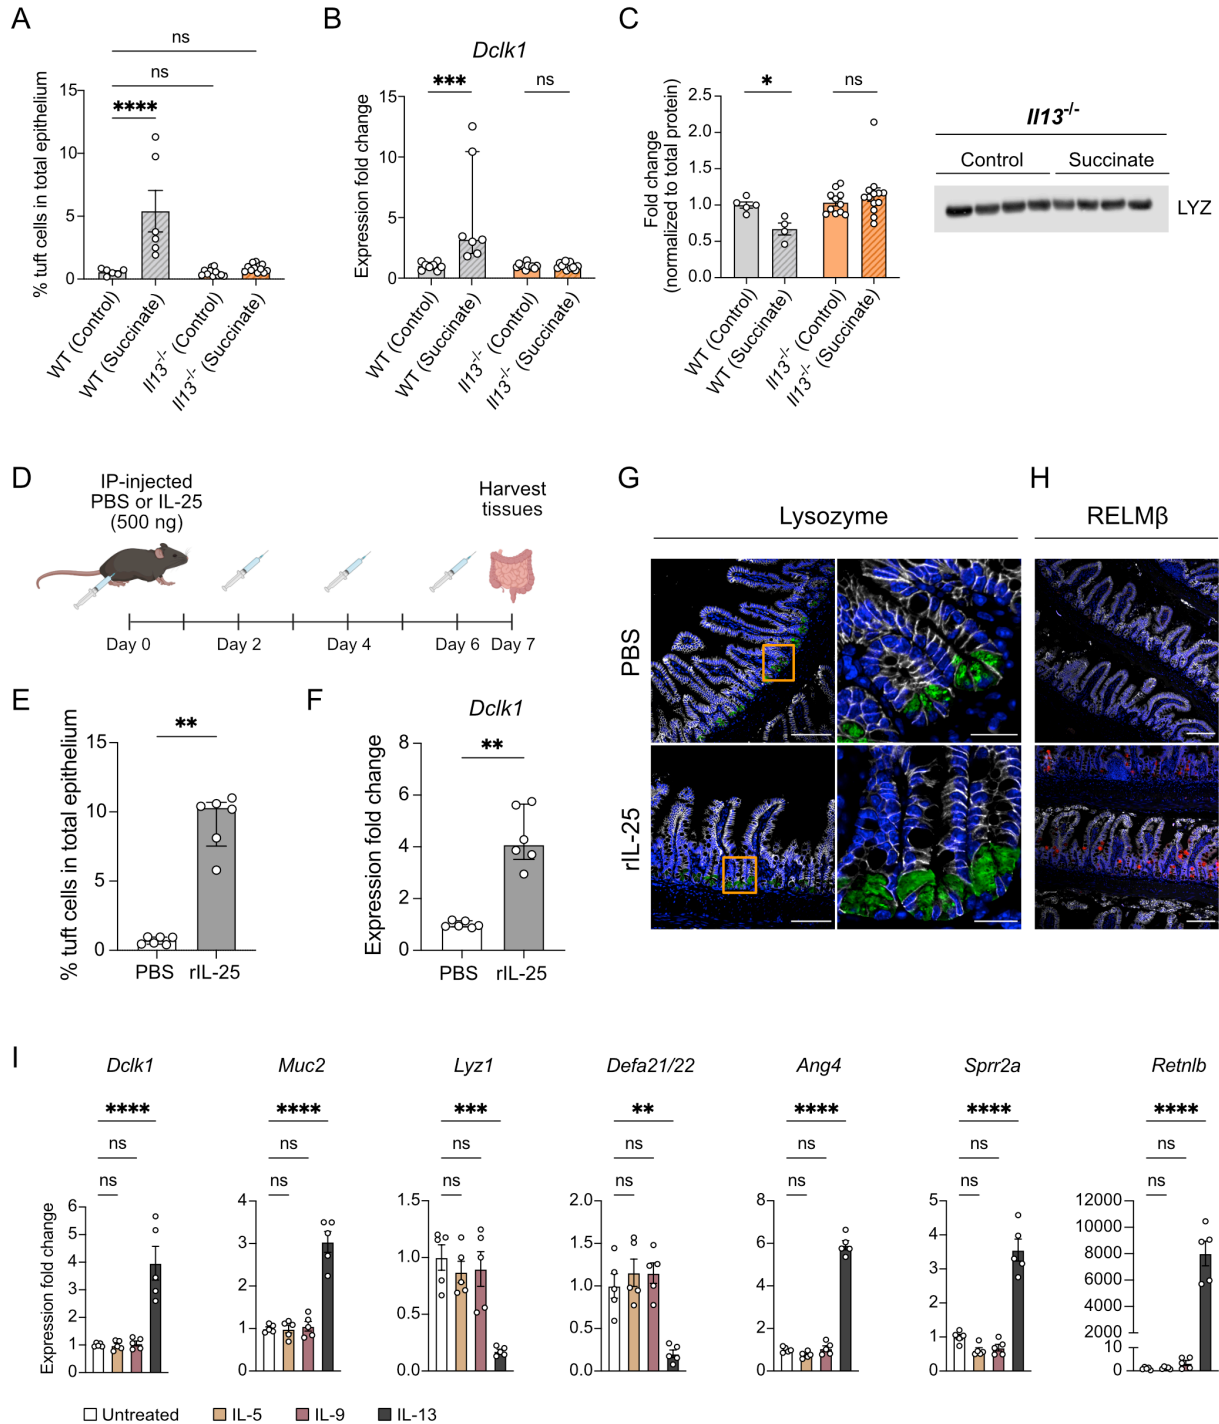 A
ns
ns
****
% tuft cells in total epithelium
15
10
5
0
WT (Control)
WT (Succinate)
Il13-/- (Control)
Il13-/- (Succinate)
B
Dclk1
***
ns
Expression fold change
15
10
5
0
WT (Control)
WT (Succinate)
Il13-/- (Control)
Il13-/- (Succinate)
C
*
ns
Fold change
(normalized to total protein)
2.5
2.0
1.5
1.0
0.5
0.0
WT (Control)
WT (Succinate)
Il13-/- (Control)
Il13-/- (Succinate)
Il13-/-
Control
Succinate
LYZ
D
IP-injected
PBS or IL-25
(500 ng)
Harvest
tissues
Day 0
Day 2
Day 4
Day 6
Day 7
E
**
% tuft cells in total epithelium
15
10
5
0
PBS
rIL-25
F
Dclk1
**
Expression fold change
8
6
4
2
0
PBS
rIL-25
G
Lysozyme
PBS
rIL-25
H
RELMβ
I
Dclk1
****
ns
ns
Expression fold change
6
5
4
3
2
1
0
Muc2
****
ns
ns
4
3
2
1
0
Lyz1
***
ns
ns
1.5
1.0
0.5
0.0
Defa21/22
**
ns
ns
2.0
1.5
1.0
0.5
0.0
Ang4
****
ns
ns
8
6
4
2
0
Sprr2a
****
ns
ns
5
4
3
2
1
0
Retnlb
****
ns
ns
12000
10000
8000
6000
4000
2000
10
0
Untreated
IL-5
IL-9
IL-13